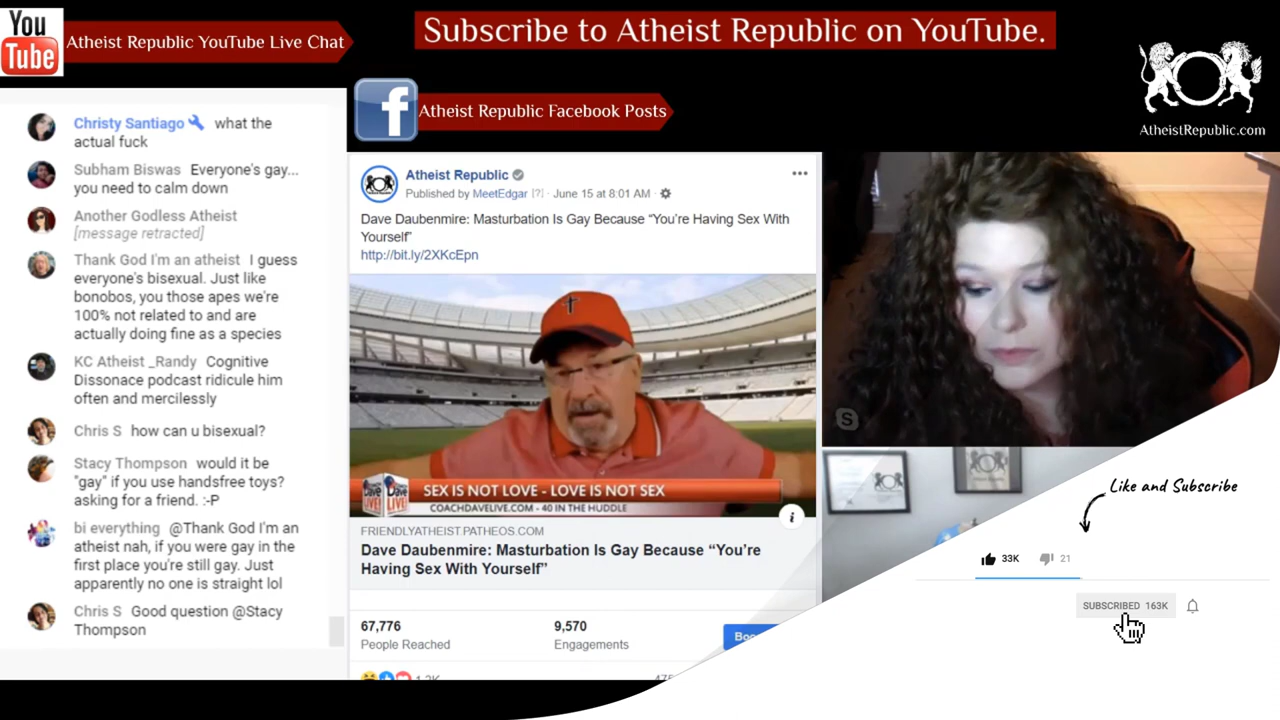 You
Tube
Atheist Republic YouTube Live Chat
Subscribe to Atheist Republic on YouTube.
AtheistRepublic.com
f
Atheist Republic Facebook Posts
Christy Santiago what the
actual fuck
Subham Biswas Everyone's gay...
you need to calm down
Another Godless Atheist
[message retracted]
Thank God I'm an atheist I guess
everyone's bisexual. Just like
bonobos, you those apes we're
100% not related to and are
actually doing fine as a species
KC Atheist _Randy Cognitive
Dissonace podcast ridicule him
often and mercilessly
Chris S how can u bisexual?
Stacy Thompson would it be
"gay" if you use handsfree toys?
asking for a friend. :-P
bi everything @Thank God I'm an
atheist nah, if you were gay in the
first place you're still gay. Just
apparently no one is straight lol
Chris S Good question @Stacy
Thompson
Atheist Republic
Published by MeetEdgar [?] · June 15 at 8:01 AM ·
Dave Daubenmire: Masturbation Is Gay Because “You're Having Sex With
Yourself”
http://bit.ly/2XKcEpn
Dave LIVE!
Dave LIVE!
SEX IS NOT LOVE - LOVE IS NOT SEX
COACHDAVELIVE.COM - 40 IN THE HUDDLE
FRIENDLYATHEIST.PATHEOS.COM
Dave Daubenmire: Masturbation Is Gay Because “You're
Having Sex With Yourself”
67,776
People Reached
9,570
Engagements
Boo
1.2K
475
Like and Subscribe
33K
21
SUBSCRIBED 163K